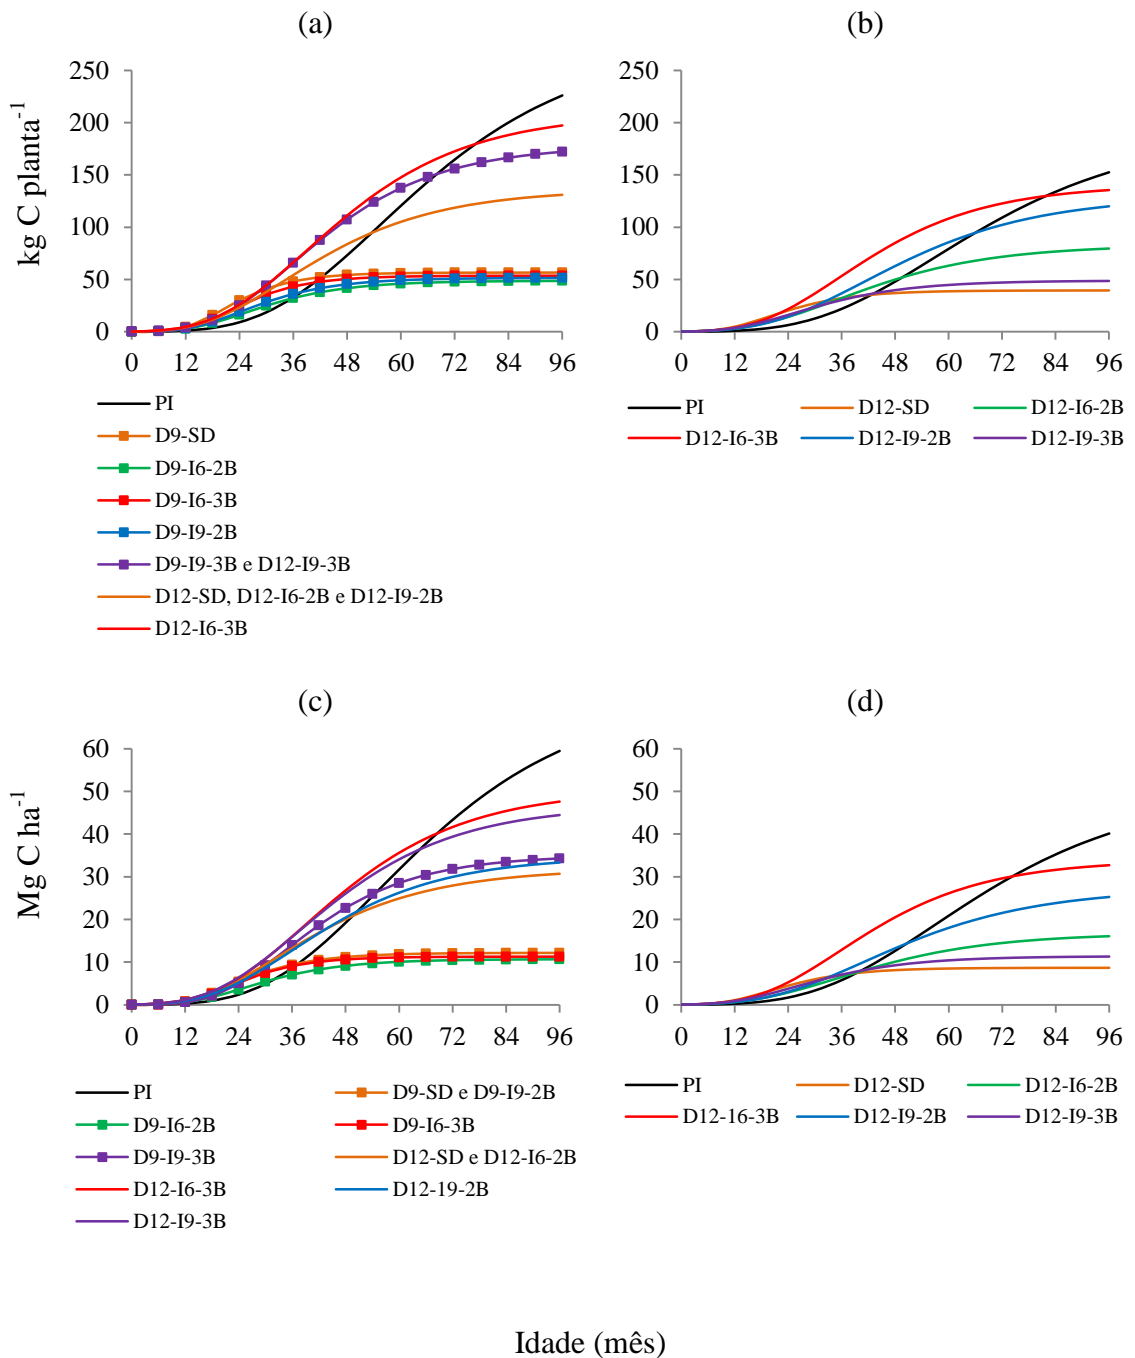 (a)
(b)
kg C planta⁻¹
250
200
150
100
50
0
0 12 24 36 48 60 72 84 96
250
200
150
100
50
0
0 12 24 36 48 60 72 84 96
PI
D9-SD
D9-I6-2B
D9-I6-3B
D9-I9-2B
D9-I9-3B e D12-I9-3B
D12-SD, D12-I6-2B e D12-I9-2B
D12-I6-3B
PI D12-SD D12-I6-2B
D12-I6-3B D12-I9-2B D12-I9-3B
(c)
(d)
Mg C ha⁻¹
60
50
40
30
20
10
0
0 12 24 36 48 60 72 84 96
60
50
40
30
20
10
0
0 12 24 36 48 60 72 84 96
PI D9-SD e D9-I9-2B
D9-I6-2B D9-I6-3B
D9-I9-3B D12-SD e D12-I6-2B
D12-I6-3B D12-19-2B
D12-I9-3B
PI D12-SD D12-I6-2B
D12-16-3B D12-I9-2B D12-I9-3B
Idade (mês)